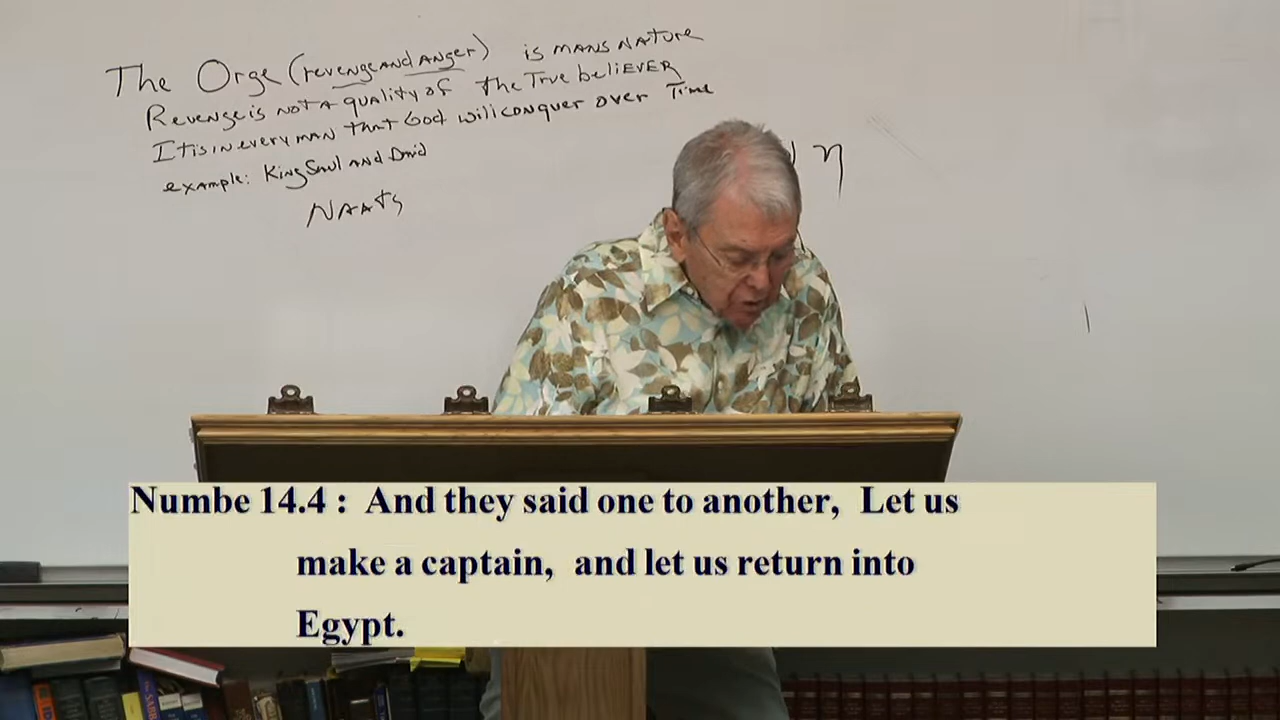 The Orge (revenge and anger) is mans nature
Revenge is not a quality of the True beliEVER
It is in every man that God will conquer over Time
example: King Saul and David
NAATS
η
Numbe 14.4 : And they said one to another, Let us
make a captain, and let us return into
Egypt.